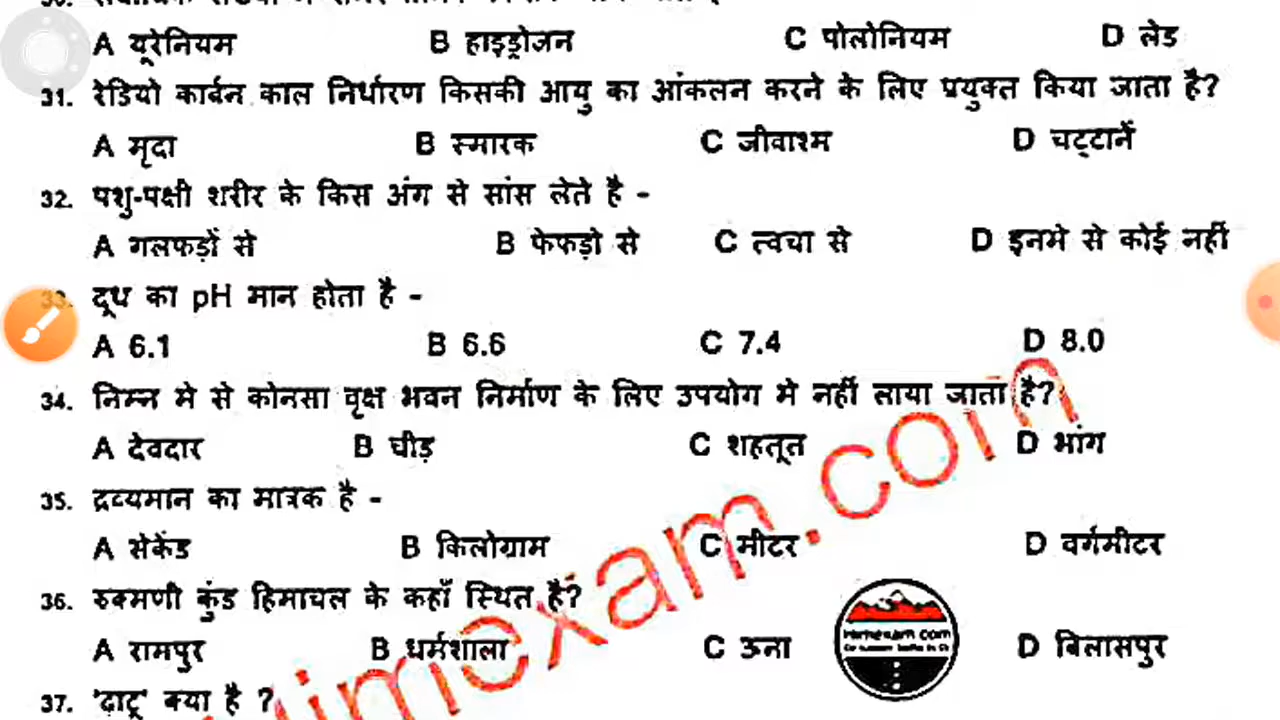 A यूरेनियम B हाइड्रोजन C पोलोनियम D लेड
31. रेडियो कार्बन काल निर्धारण किसकी आयु का आंकलन करने के लिए प्रयुक्त किया जाता है?
A मृदा B स्मारक C जीवाश्म D चट्टानें
32. पशु-पक्षी शरीर के किस अंग से सांस लेते है -
A गलफड़ों से B फेफड़ो से C त्वचा से D इनमे से कोई नहीं
33. दूध का pH मान होता है -
A 6.1 B 6.6 C 7.4 D 8.0
34. निम्न मे से कोनसा वृक्ष भवन निर्माण के लिए उपयोग मे नहीं लाया जाता है?
A देवदार B चीड़ C शहतूत D भांग
35. द्रव्यमान का मात्रक है -
A सेकेंड B किलोग्राम C मीटर D वर्गमीटर
36. रुक्मणी कुंड हिमाचल के कहाँ स्थित है?
A रामपुर B धर्मशाला C ऊना D बिलासपुर
37. 'दाटू' क्या है ?
himexam.com
Himexam com